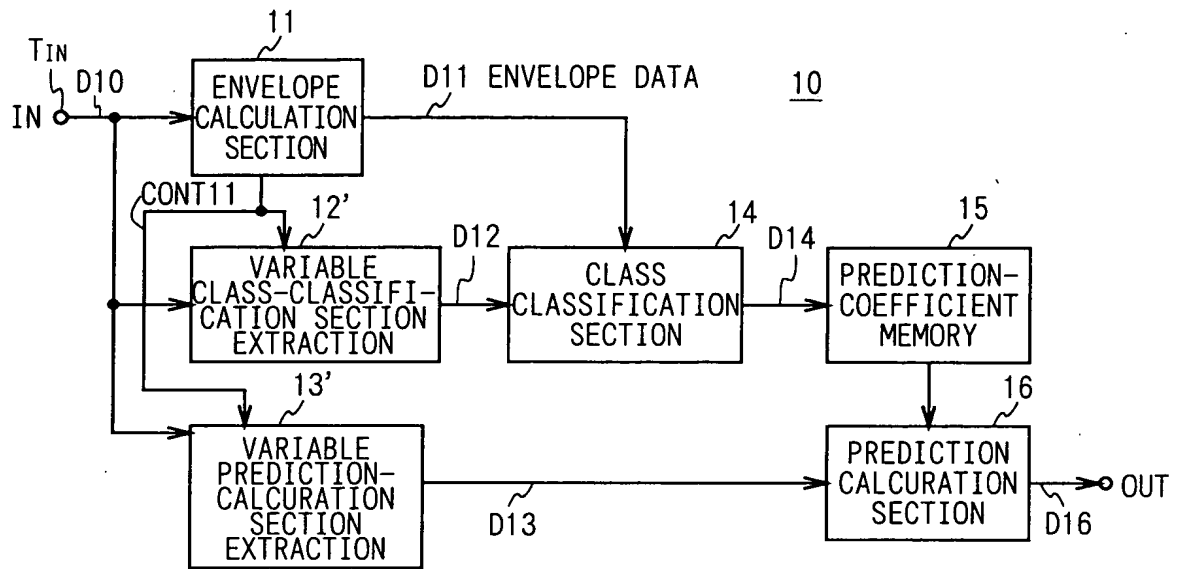 11
TIN
D10
IN
ENVELOPE
CALCULATION
SECTION
D11 ENVELOPE DATA
10
CONT11
12'
VARIABLE
CLASS-CLASSIFI-
CATION SECTION
EXTRACTION
D12
14
CLASS
CLASSIFICATION
SECTION
D14
15
PREDICTION-
COEFFICIENT
MEMORY
13'
VARIABLE
PREDICTION-
CALCURATION
SECTION
EXTRACTION
D13
16
PREDICTION
CALCURATION
SECTION
D16
OUT